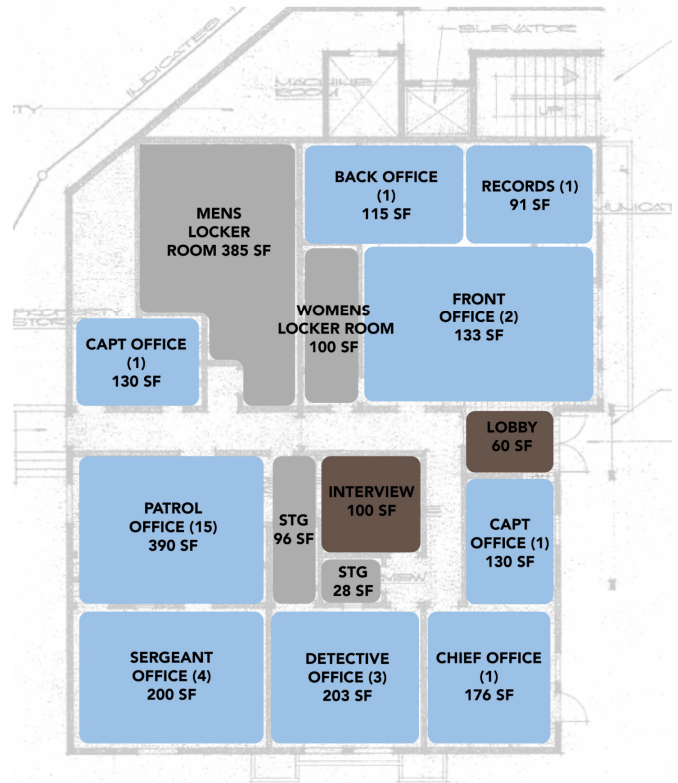 INDICATED
ELEVATOR
MACHINE
ROOM
UP
BACK OFFICE
(1)
115 SF
RECORDS (1)
91 SF
MENS
LOCKER
ROOM 385 SF
WOMENS
LOCKER ROOM
100 SF
FRONT
OFFICE (2)
133 SF
CAPT OFFICE
(1)
130 SF
LOBBY
60 SF
PATROL
OFFICE (15)
390 SF
STG
96 SF
INTERVIEW
100 SF
CAPT
OFFICE (1)
130 SF
STG
28 SF
SERGEANT
OFFICE (4)
200 SF
DETECTIVE
OFFICE (3)
203 SF
CHIEF OFFICE
(1)
176 SF